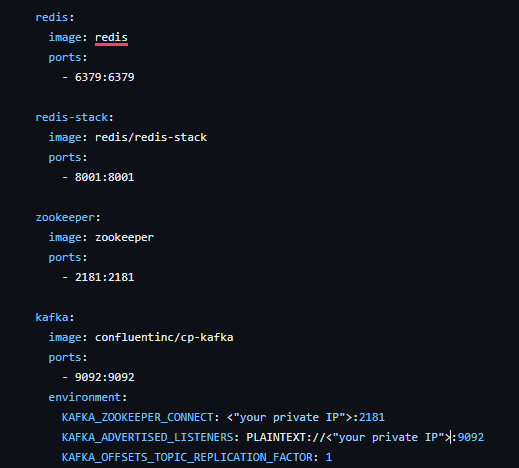 redis:
image: redis
ports:
- 6379:6379
redis-stack:
image: redis/redis-stack
ports:
- 8001:8001
zookeeper:
image: zookeeper
ports:
- 2181:2181
kafka:
image: confluentinc/cp-kafka
ports:
- 9092:9092
environment:
KAFKA_ZOOKEEPER_CONNECT: <"your private IP">:2181
KAFKA_ADVERTISED_LISTENERS: PLAINTEXT://<"your private IP">:9092
KAFKA_OFFSETS_TOPIC_REPLICATION_FACTOR: 1